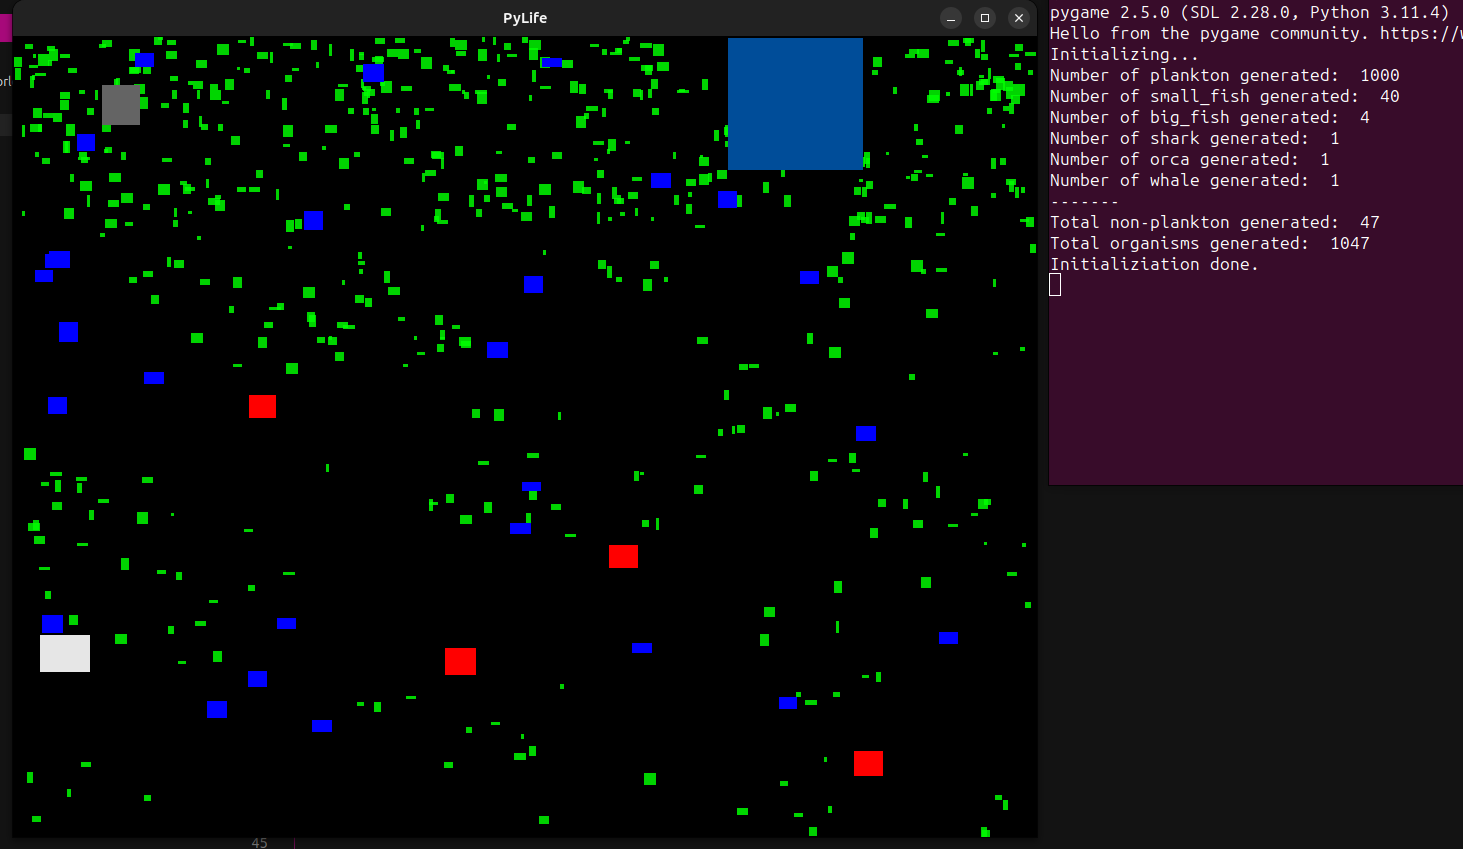 PyLife
pygame 2.5.0 (SDL 2.28.0, Python 3.11.4)
Hello from the pygame community. https://w
Initializing...
Number of plankton generated:  1000
Number of small_fish generated:  40
Number of big_fish generated:  4
Number of shark generated:  1
Number of orca generated:  1
Number of whale generated:  1
-------
Total non-plankton generated:  47
Total organisms generated:  1047
Initializiation done.
orl
45